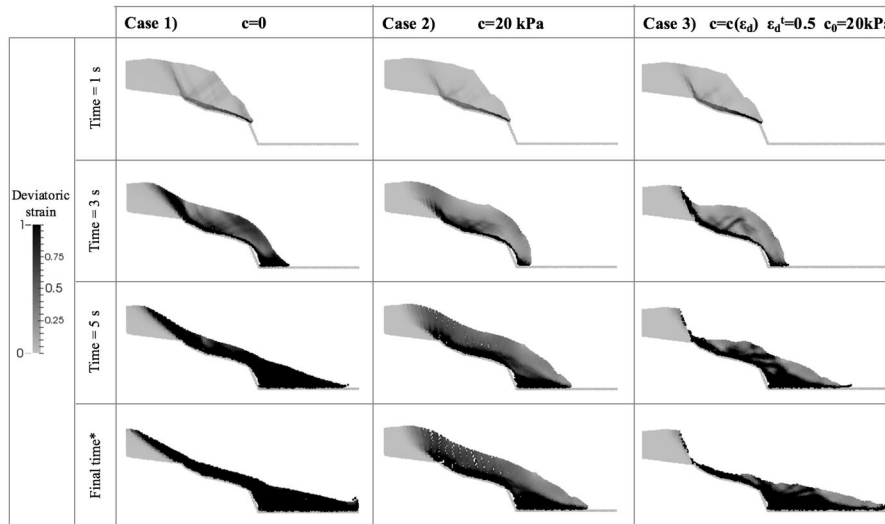 Case 1) c=0
Case 2) c=20 kPa
Case 3) c=c(εd) εdᵗ=0.5 c₀=20kPa
Time = 1 s
Time = 3 s
Deviatoric
strain
1
0.75
0.5
0.25
0
Time = 5 s
Final time*